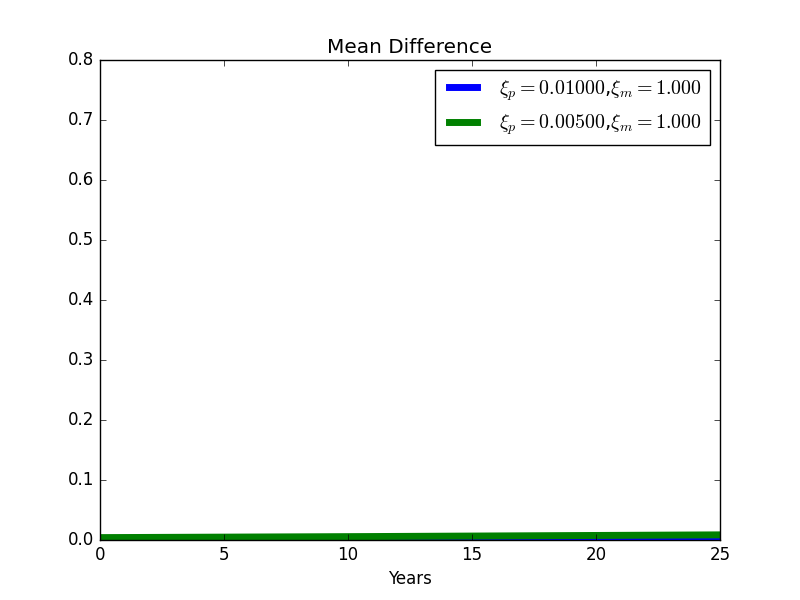 Mean Difference
0.8
0.7
0.6
0.5
0.4
0.3
0.2
0.1
0.0
ξₚ = 0.01000,ξₘ = 1.000
ξₚ = 0.00500,ξₘ = 1.000
0 5 10 15 20 25
Years